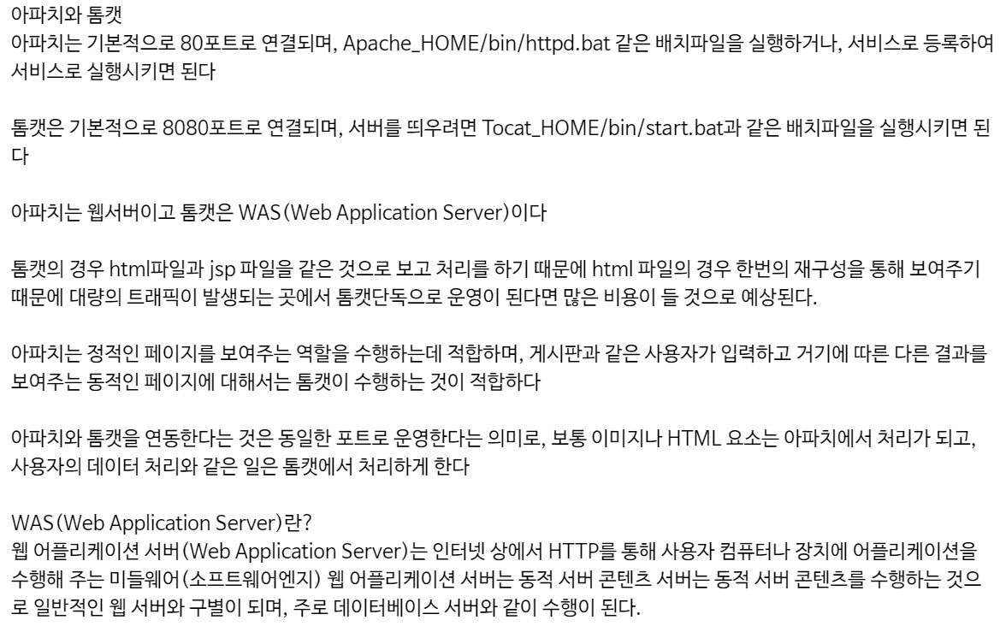 아파치와 톰캣
아파치는 기본적으로 80포트로 연결되며, Apache_HOME/bin/httpd.bat 같은 배치파일을 실행하거나, 서비스로 등록하여
서비스로 실행시키면 된다
톰캣은 기본적으로 8080포트로 연결되며, 서버를 띄우려면 Tocat_HOME/bin/start.bat과 같은 배치파일을 실행시키면 된
다
아파치는 웹서버이고 톰캣은 WAS(Web Application Server)이다
톰캣의 경우 html파일과 jsp 파일을 같은 것으로 보고 처리를 하기 때문에 html 파일의 경우 한번의 재구성을 통해 보여주기
때문에 대량의 트래픽이 발생되는 곳에서 톰캣단독으로 운영이 된다면 많은 비용이 들 것으로 예상된다.
아파치는 정적인 페이지를 보여주는 역할을 수행하는데 적합하며, 게시판과 같은 사용자가 입력하고 거기에 따른 다른 결과를
보여주는 동적인 페이지에 대해서는 톰캣이 수행하는 것이 적합하다
아파치와 톰캣을 연동한다는 것은 동일한 포트로 운영한다는 의미로, 보통 이미지나 HTML 요소는 아파치에서 처리가 되고,
사용자의 데이터 처리와 같은 일은 톰캣에서 처리하게 한다
WAS(Web Application Server)란?
웹 어플리케이션 서버(Web Application Server)는 인터넷 상에서 HTTP를 통해 사용자 컴퓨터나 장치에 어플리케이션을
수행해 주는 미들웨어(소프트웨어엔지) 웹 어플리케이션 서버는 동적 서버 콘텐츠 서버는 동적 서버 콘텐츠를 수행하는 것으
로 일반적인 웹 서버와 구별이 되며, 주로 데이터베이스 서버와 같이 수행이 된다.